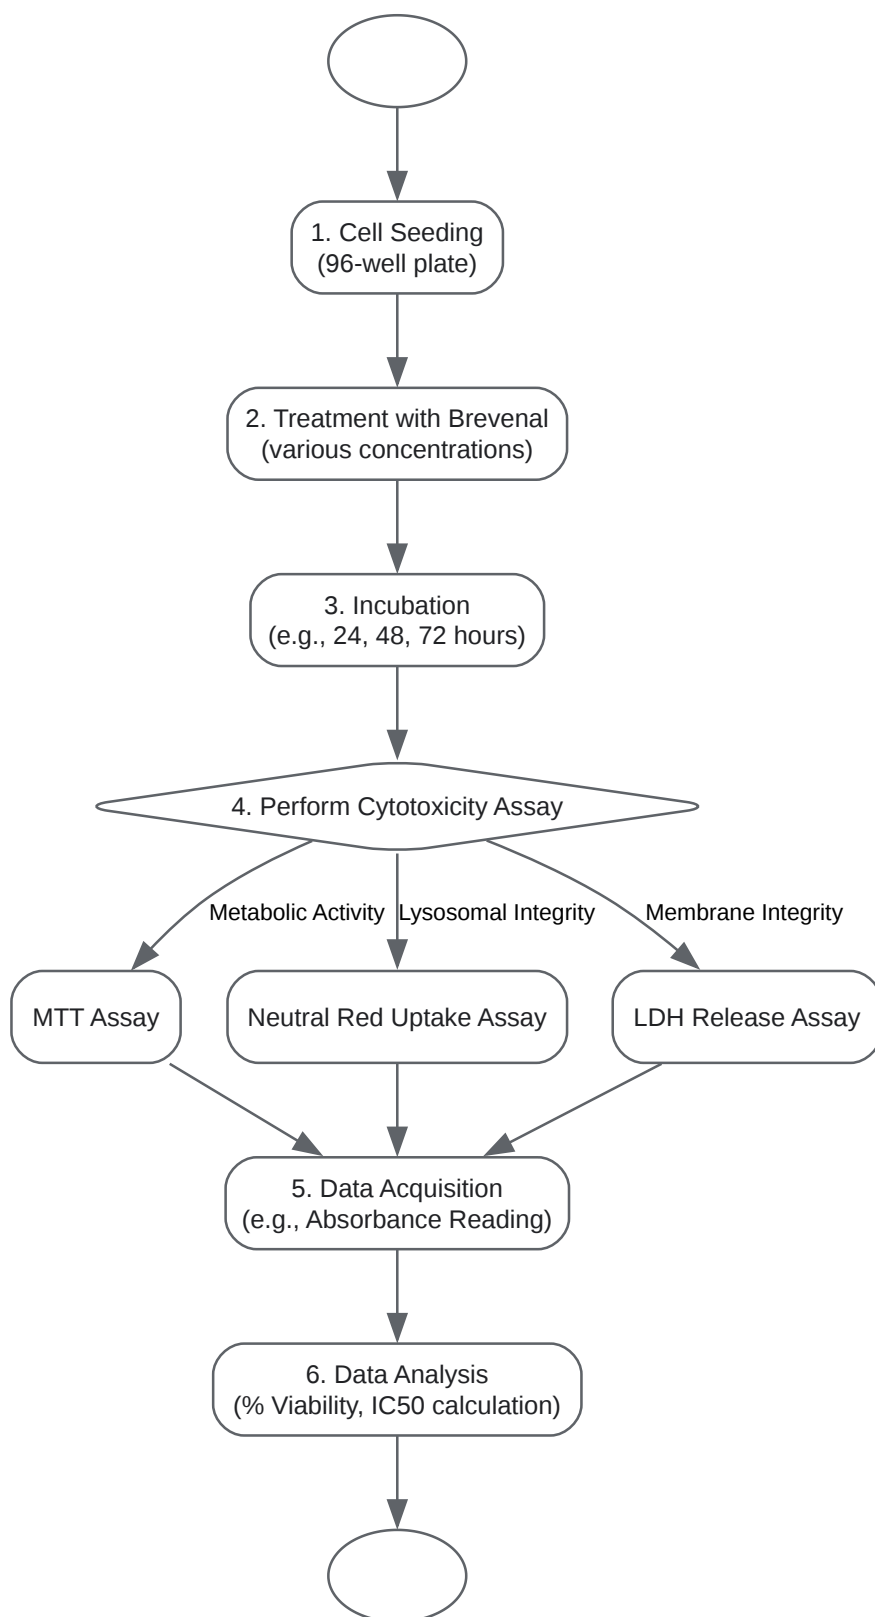 1. Cell Seeding
(96-well plate)
2. Treatment with Brevenal
(various concentrations)
3. Incubation
(e.g., 24, 48, 72 hours)
4. Perform Cytotoxicity Assay
Metabolic Activity
Lysosomal Integrity
Membrane Integrity
MTT Assay
Neutral Red Uptake Assay
LDH Release Assay
5. Data Acquisition
(e.g., Absorbance Reading)
6. Data Analysis
(% Viability, IC50 calculation)